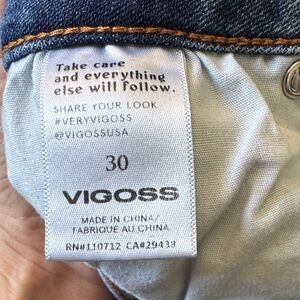 Take care
and everything
else will follow.
SHARE YOUR LOOK
#VERYVIGOSS
@VIGOSSUSA
30
VIGOSS
MADE IN CHINA/
FABRIQUÉ AU CHINA
RN#110712 CA#29438